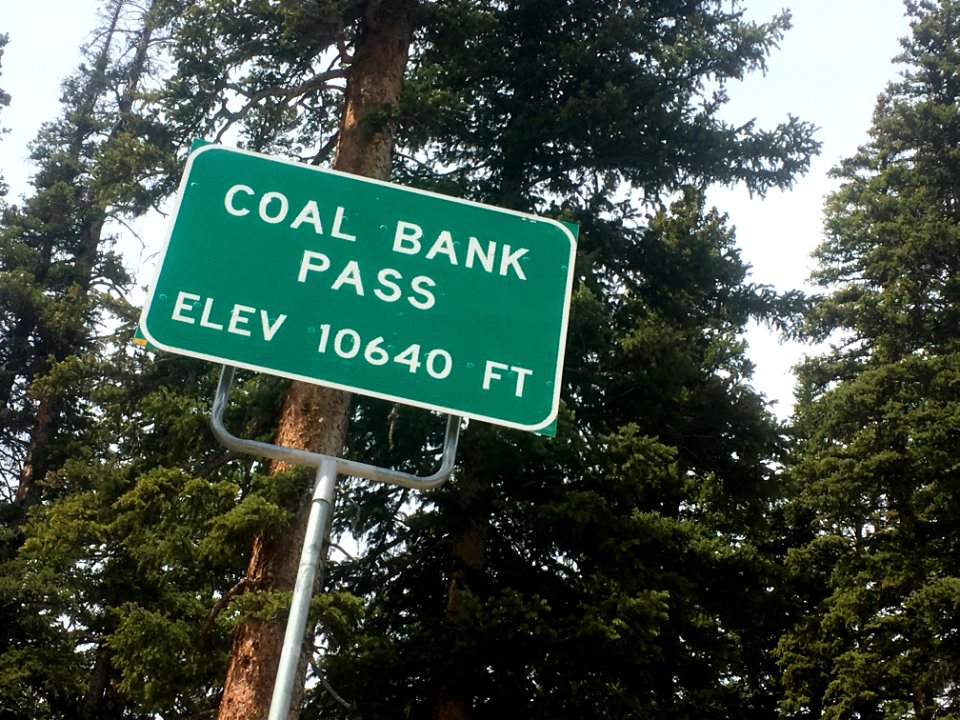 COAL BANK
PASS
ELEV 10640 FT